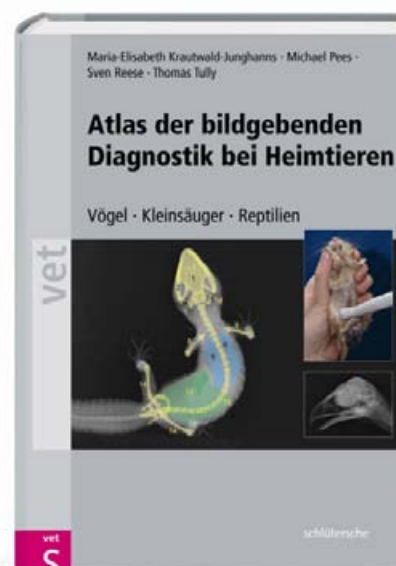 Maria-Elisabeth Krautwald-Junghanns · Michael Pees ·
Sven Reese · Thomas Tully
Atlas der bildgebenden
Diagnostik bei Heimtieren
Vögel · Kleinsäuger · Reptilien
vet
schlütersche
vet
S